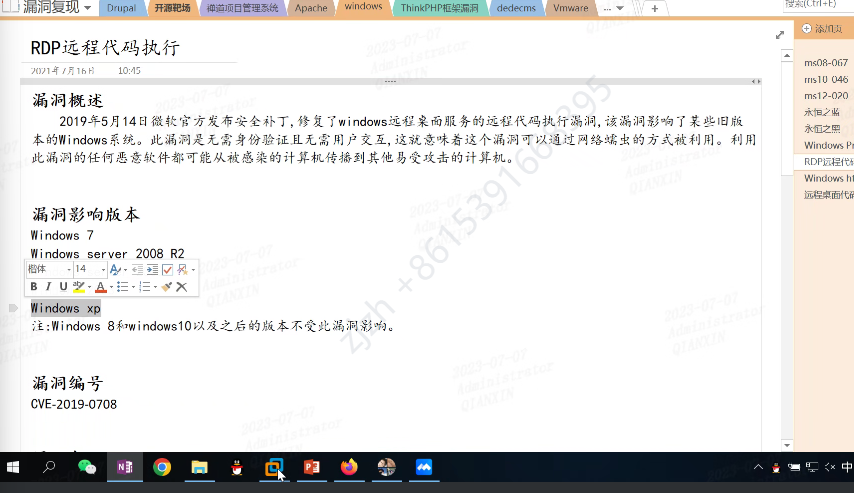 漏洞复现
Drupal
开源靶场
禅道项目管理系统
Apache
windows
ThinkPHP框架漏洞
dedecms
Vmware
...
+
搜索(Ctrl+E)
RDP远程代码执行
2021年7月16日 10:45
漏洞概述
2019年5月14日微软官方发布安全补丁,修复了windows远程桌面服务的远程代码执行漏洞,该漏洞影响了某些旧版
本的Windows系统。此漏洞是无需身份验证且无需用户交互,这就意味着这个漏洞可以通过网络蠕虫的方式被利用。利用
此漏洞的任何恶意软件都可能从被感染的计算机传播到其他易受攻击的计算机。
漏洞影响版本
Windows 7
Windows server 2008 R2
楷体 14
B I U
Windows xp
注:Windows 8和windows10以及之后的版本不受此漏洞影响。
漏洞编号
CVE-2019-0708
添加页
ms08-067
ms10-046
ms12-020
永恒之蓝
永恒之黑
Windows Pr
RDP远程代码
Windows ht
远程桌面代码
2023-07-07
Administrator
QIANXIN
中